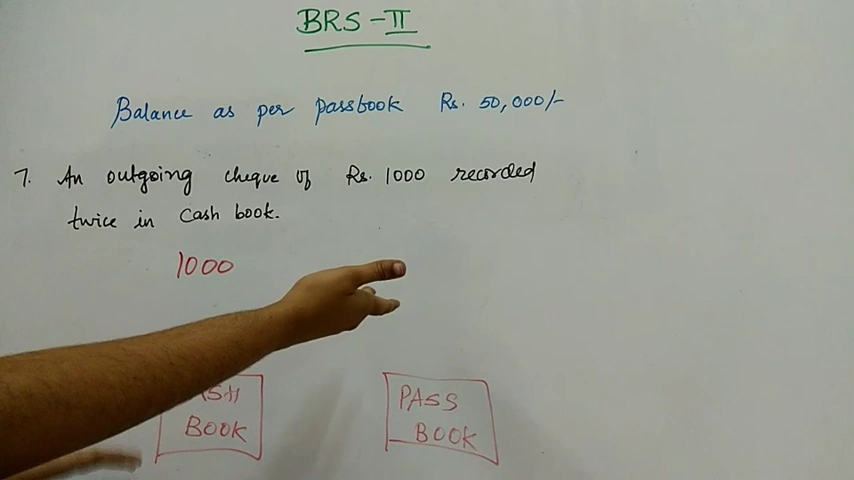 BRS - II
Balance as per passbook Rs. 50,000/-
7. An outgoing cheque of Rs. 1000 recorded
twice in Cash book.
1000
BOOK
PASS
BOOK